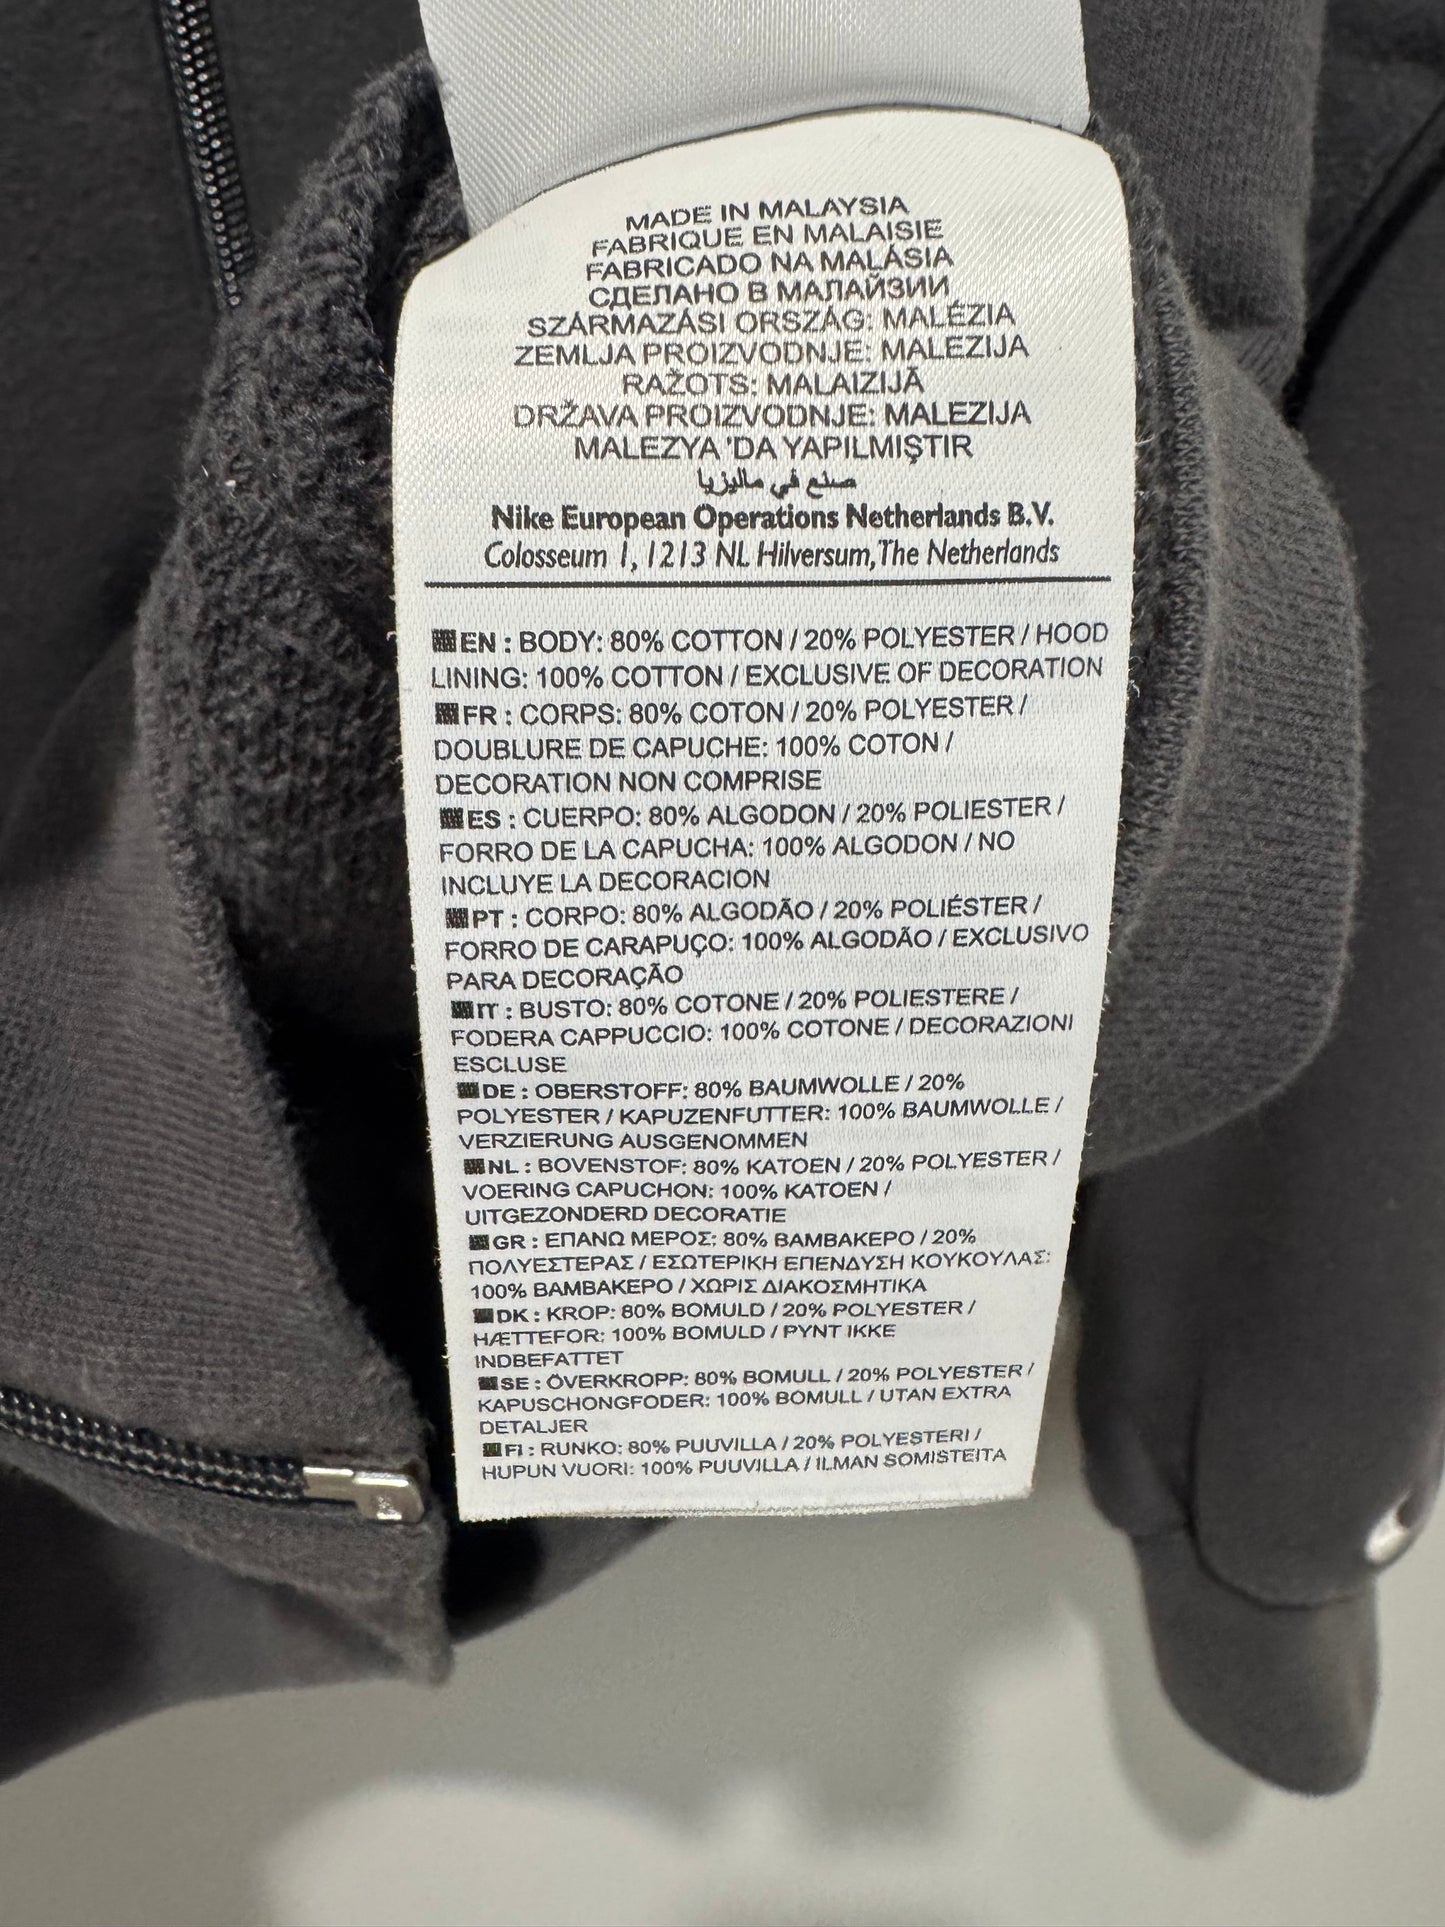 MADE IN MALAYSIA
FABRIQUE EN MALAISIE
FABRICADO NA MALÁSIA
СДЕЛАНО В МАЛАЙЗИИ
SZÁRMAZÁSI ORSZÁG: MALÉZIA
ZEMLJA PROIZVODNJE: MALEZIJA
RAŽOTS: MALAIZIJĀ
DRŽAVA PROIZVODNJE: MALEZIJA
MALEZYA 'DA YAPILMIŞTIR
صنع في ماليزيا
Nike European Operations Netherlands B.V.
Colosseum 1, 1213 NL Hilversum, The Netherlands
EN : BODY: 80% COTTON / 20% POLYESTER / HOOD
LINING: 100% COTTON / EXCLUSIVE OF DECORATION
FR : CORPS: 80% COTON / 20% POLYESTER /
DOUBLURE DE CAPUCHE: 100% COTON /
DECORATION NON COMPRISE
ES : CUERPO: 80% ALGODON / 20% POLIESTER /
FORRO DE LA CAPUCHA: 100% ALGODON / NO
INCLUYE LA DECORACION
PT : CORPO: 80% ALGODÃO / 20% POLIÉSTER /
FORRO DE CARAPUÇO: 100% ALGODÃO / EXCLUSIVO
PARA DECORAÇÃO
IT : BUSTO: 80% COTONE / 20% POLIESTERE /
FODERA CAPPUCCIO: 100% COTONE / DECORAZIONI
ESCLUSE
DE : OBERSTOFF: 80% BAUMWOLLE / 20%
POLYESTER / KAPUZENFUTTER: 100% BAUMWOLLE /
VERZIERUNG AUSGENOMMEN
NL : BOVENSTOF: 80% KATOEN / 20% POLYESTER /
VOERING CAPUCHON: 100% KATOEN /
UITGEZONDERD DECORATIE
GR : ΕΠΑΝΩ ΜΕΡΟΣ: 80% ΒΑΜΒΑΚΕΡΟ / 20%
ΠΟΛΥΕΣΤΕΡΑΣ / ΕΣΩΤΕΡΙΚΗ ΕΠΕΝΔΥΣΗ ΚΟΥΚΟΥΛΑΣ:
100% ΒΑΜΒΑΚΕΡΟ / ΧΩΡΙΣ ΔΙΑΚΟΣΜΗΤΙΚΑ
DK : KROP: 80% BOMULD / 20% POLYESTER /
HÆTTEFOR: 100% BOMULD / PYNT IKKE
INDBEFATTET
SE : ÖVERKROPP: 80% BOMULL / 20% POLYESTER /
KAPUSCHONGFODER: 100% BOMULL / UTAN EXTRA
DETALJER
FI : RUNKO: 80% PUUVILLA / 20% POLYESTERI /
HUPUN VUORI: 100% PUUVILLA / ILMAN SOMISTEITA